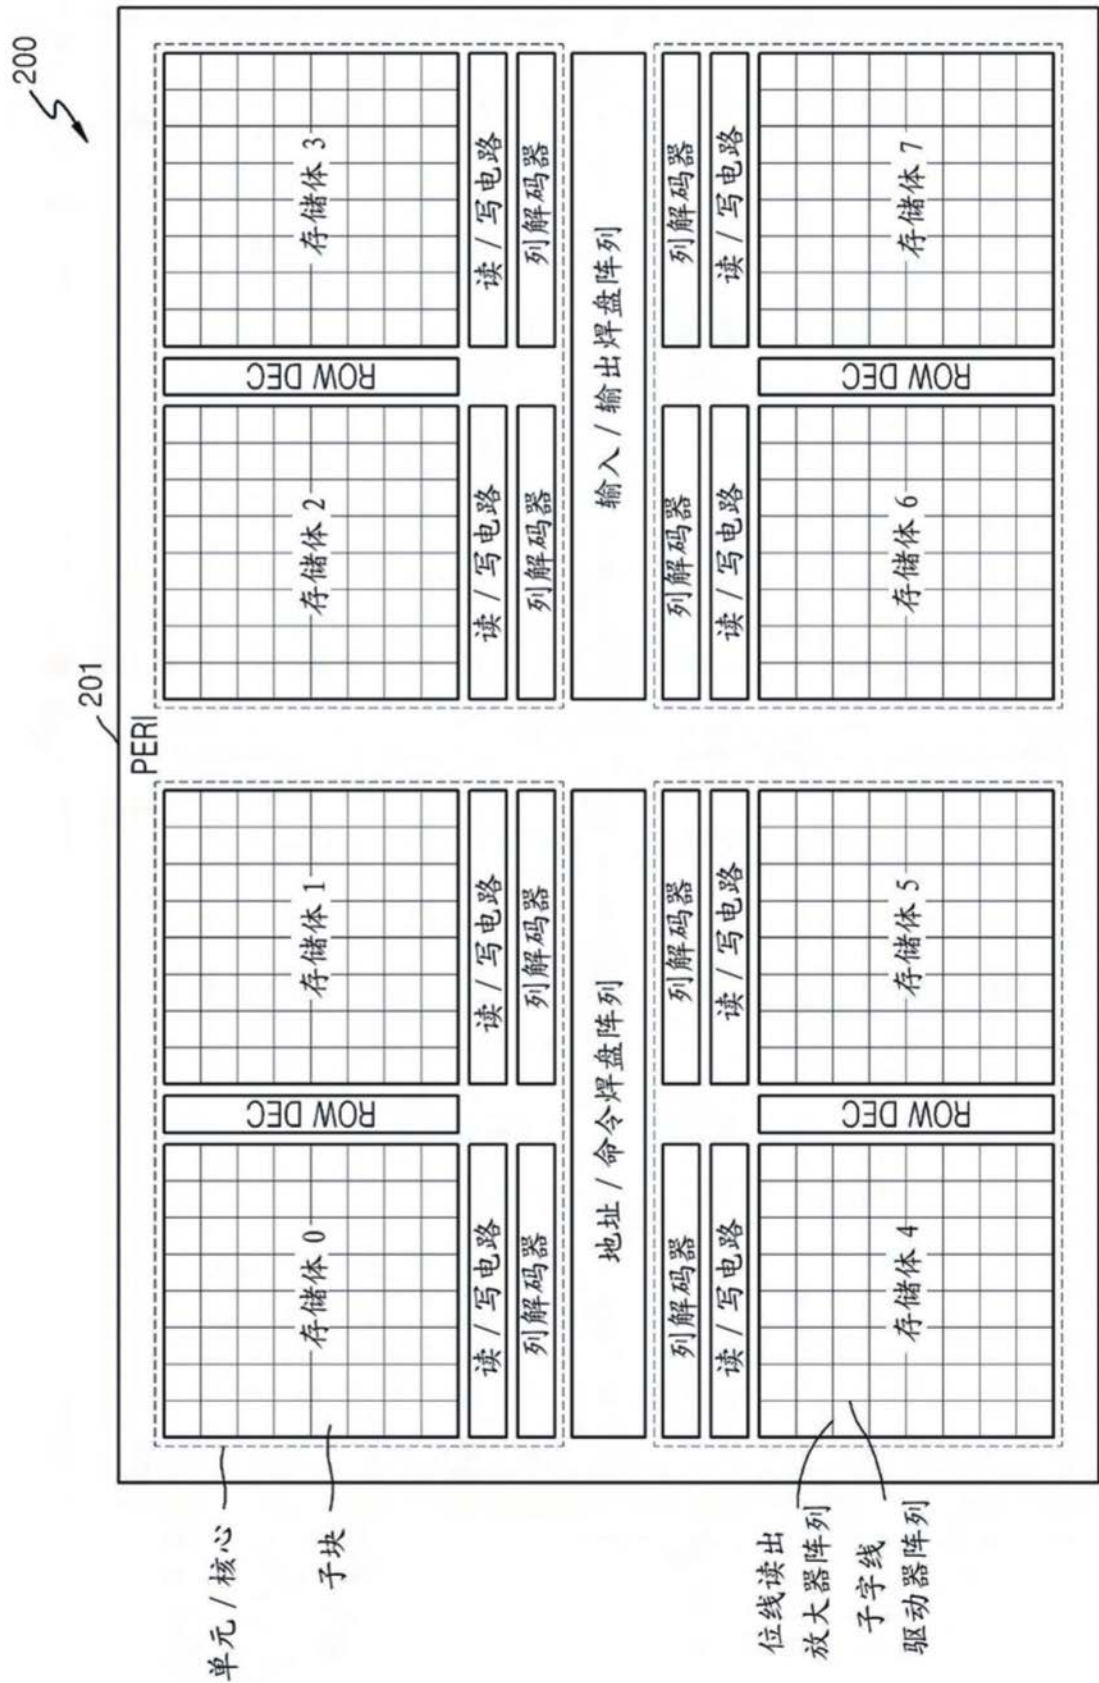 200
201
PERI
单元 / 核心
子块
存储体 0
ROW DEC
存储体 1
存储体 2
ROW DEC
存储体 3
读 / 写电路
读 / 写电路
读 / 写电路
读 / 写电路
列解码器
列解码器
列解码器
列解码器
地址 / 命令焊盘阵列
输入 / 输出焊盘阵列
列解码器
列解码器
列解码器
列解码器
读 / 写电路
读 / 写电路
读 / 写电路
读 / 写电路
存储体 4
ROW DEC
存储体 5
存储体 6
ROW DEC
存储体 7
位线读出
放大器阵列
子字线
驱动器阵列